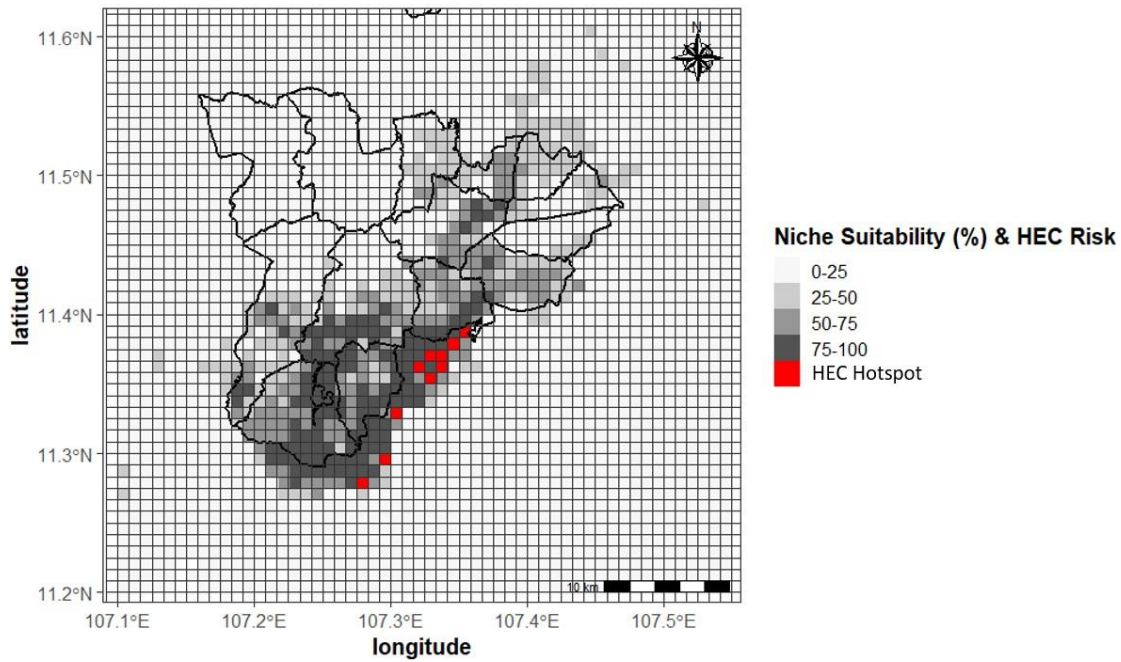 11.6°N
11.5°N
11.4°N
11.3°N
11.2°N
latitude
N
10 km
107.1°E 107.2°E 107.3°E 107.4°E 107.5°E
longitude
Niche Suitability (%) & HEC Risk
0-25
25-50
50-75
75-100
HEC Hotspot